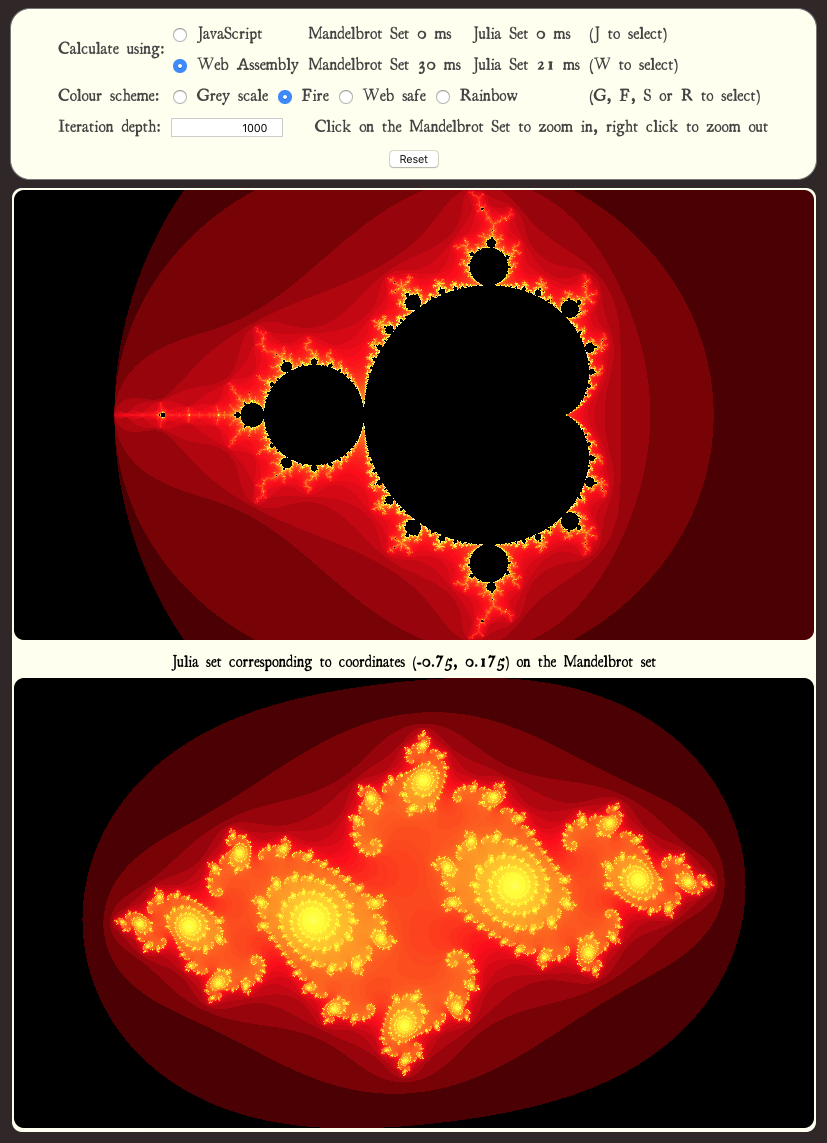 Calculate using:
JavaScript Mandelbrot Set 0 ms Julia Set 0 ms (J to select)
Web Assembly Mandelbrot Set 30 ms Julia Set 21 ms (W to select)
Colour scheme: Grey scale Fire Web safe Rainbow (G, F, S or R to select)
Iteration depth: 1000 Click on the Mandelbrot Set to zoom in, right click to zoom out
Reset
Julia set corresponding to coordinates (-0.75, 0.175) on the Mandelbrot set